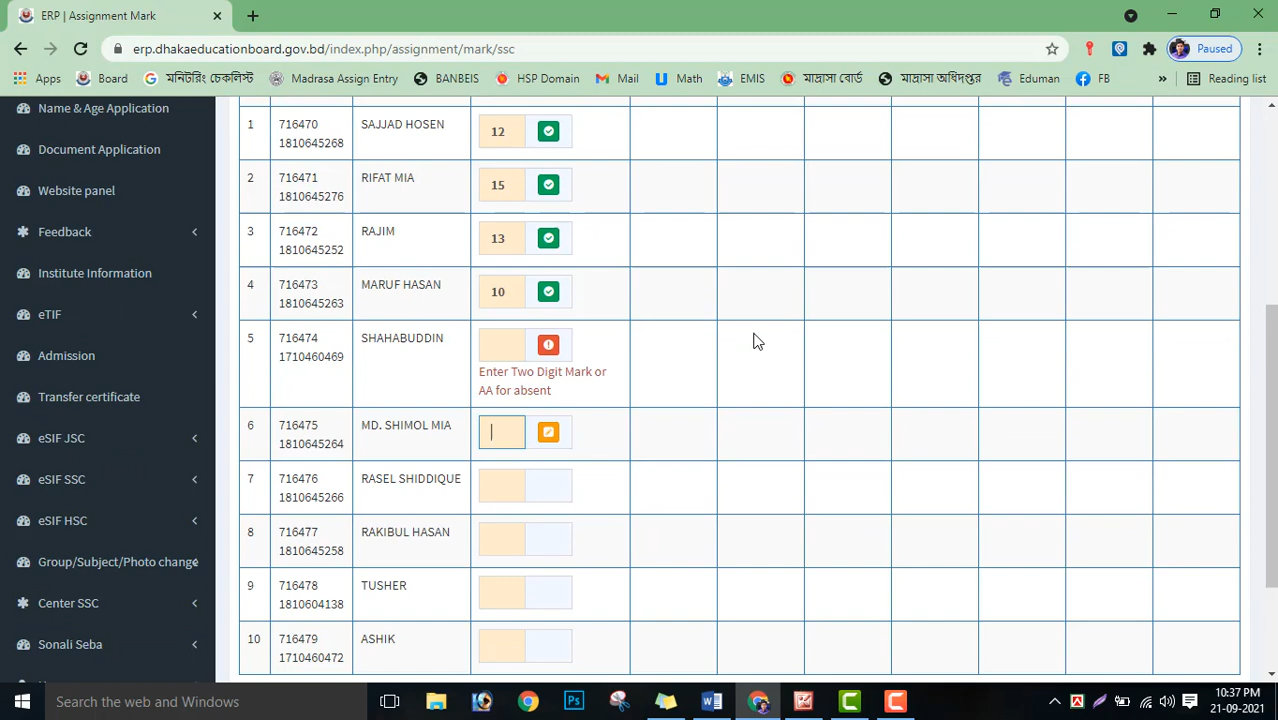 ERP | Assignment Mark
erp.dhakaeducationboard.gov.bd/index.php/assignment/mark/ssc
Paused
Apps Board মনিটরিং চেকলিস্ট Madrasa Assign Entry BANBEIS HSP Domain Mail Math EMIS মাদ্রাসা বোর্ড মাদ্রাসা অধিদপ্তর Eduman FB » Reading list
Name & Age Application
Document Application
Website panel
Feedback
Institute Information
eTIF
Admission
Transfer certificate
eSIF JSC
eSIF SSC
eSIF HSC
Group/Subject/Photo change
Center SSC
Sonali Seba
1 716470 SAJJAD HOSEN 12
1810645268
2 716471 RIFAT MIA 15
1810645276
3 716472 RAJIM 13
1810645252
4 716473 MARUF HASAN 10
1810645263
5 716474 SHAHABUDDIN
1710460469
Enter Two Digit Mark or
AA for absent
6 716475 MD. SHIMOL MIA
1810645264
7 716476 RASEL SHIDDIQUE
1810645266
8 716477 RAKIBUL HASAN
1810645258
9 716478 TUSHER
1810604138
10 716479 ASHIK
1710460472
Search the web and Windows
10:37 PM
21-09-2021